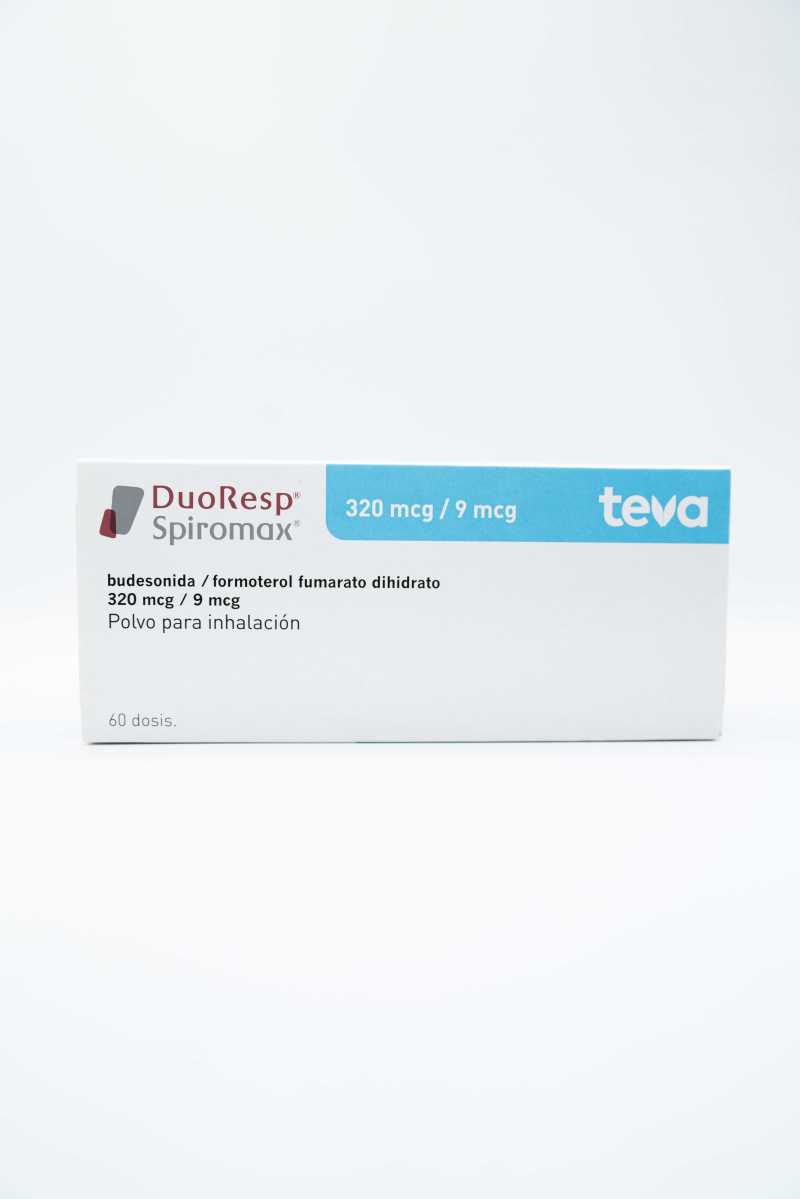 DuoResp®
Spiromax®
320 mcg / 9 mcg
teva
budesonida / formoterol fumarato dihidrato
320 mcg / 9 mcg
Polvo para inhalación
60 dosis.